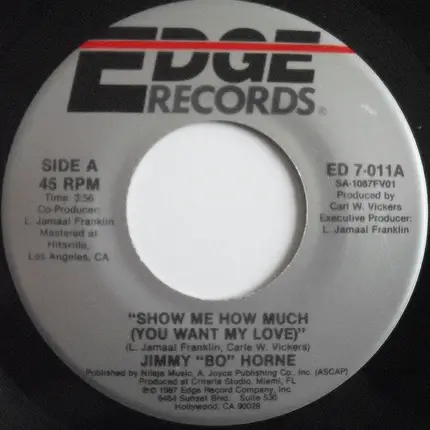 EDGE
RECORDS®
SIDE A
45 RPM
Time: 3:56
Co-Producer:
L. Jamaal Franklin
Mastered at
Hitsville,
Los Angeles, CA
ED 7-011A
SA-1087FV01
Produced by
Carl W. Vickers
Executive Producer:
L. Jamaal Franklin
"SHOW ME HOW MUCH
(YOU WANT MY LOVE)"
(L. Jamaal Franklin, Carle W. Vickers)
JIMMY "BO" HORNE
Published by Nilaja Music, A. Joyce Publishing Co., Inc. (ASCAP)
Produced at Criteria Studio, Miami, FL
℗© 1987 Edge Record Company, Inc.
6464 Sunset Blvd. Suite 530
Hollywood, CA 90028